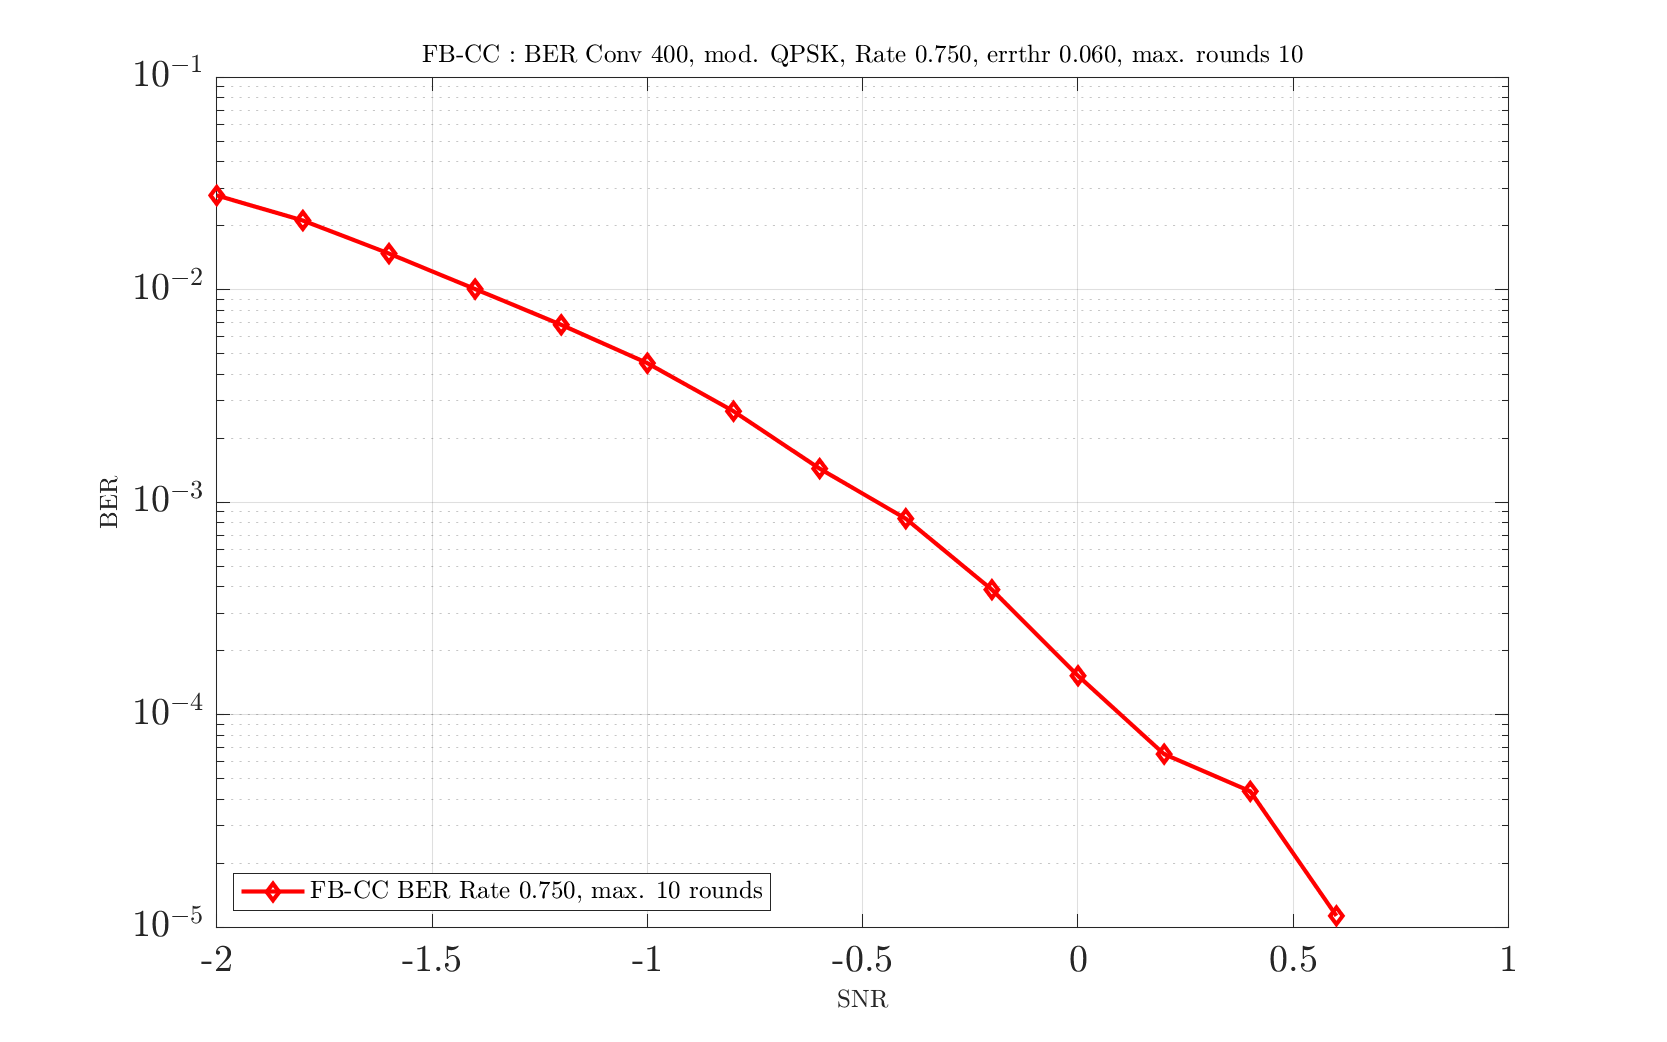 FB-CC : BER Conv 400, mod. QPSK, Rate 0.750, errthr 0.060, max. rounds 10
10^{-1}
10^{-2}
10^{-3}
10^{-4}
10^{-5}
BER
FB-CC BER Rate 0.750, max. 10 rounds
-2 -1.5 -1 -0.5 0 0.5 1
SNR